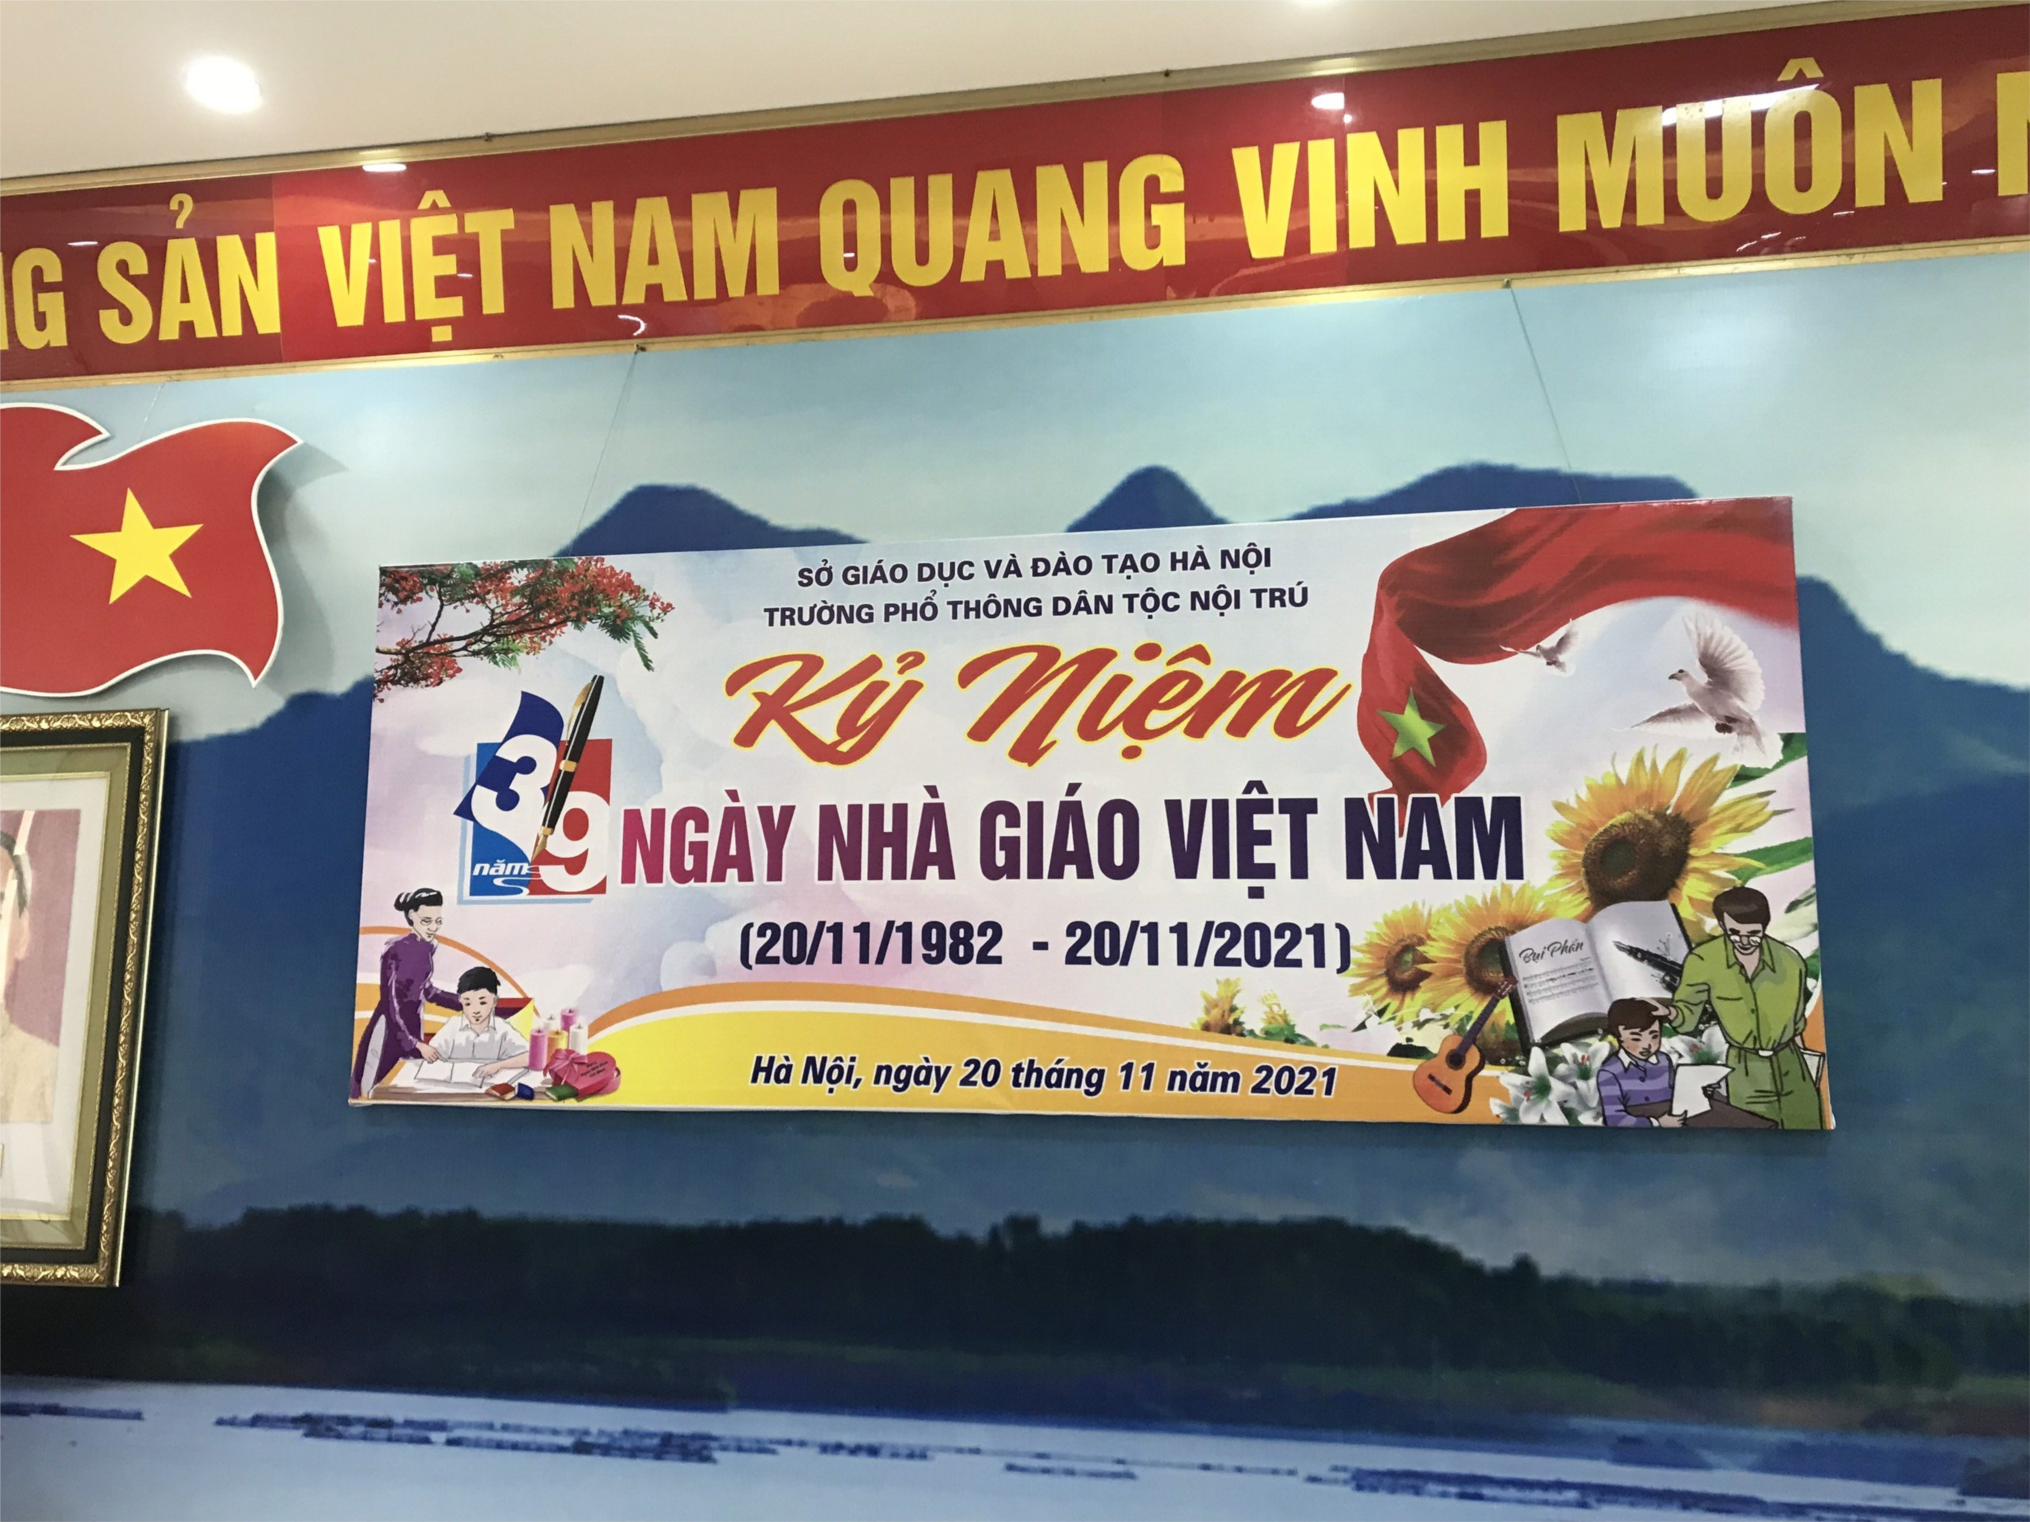 NG SẢN VIỆT NAM QUANG VINH MUÔN N
SỞ GIÁO DỤC VÀ ĐÀO TẠO HÀ NỘI
TRƯỜNG PHỔ THÔNG DÂN TỘC NỘI TRÚ
Kỷ Niệm
39
năm
NGÀY NHÀ GIÁO VIỆT NAM
(20/11/1982 - 20/11/2021)
Bụi Phấn
Hà Nội, ngày 20 tháng 11 năm 2021